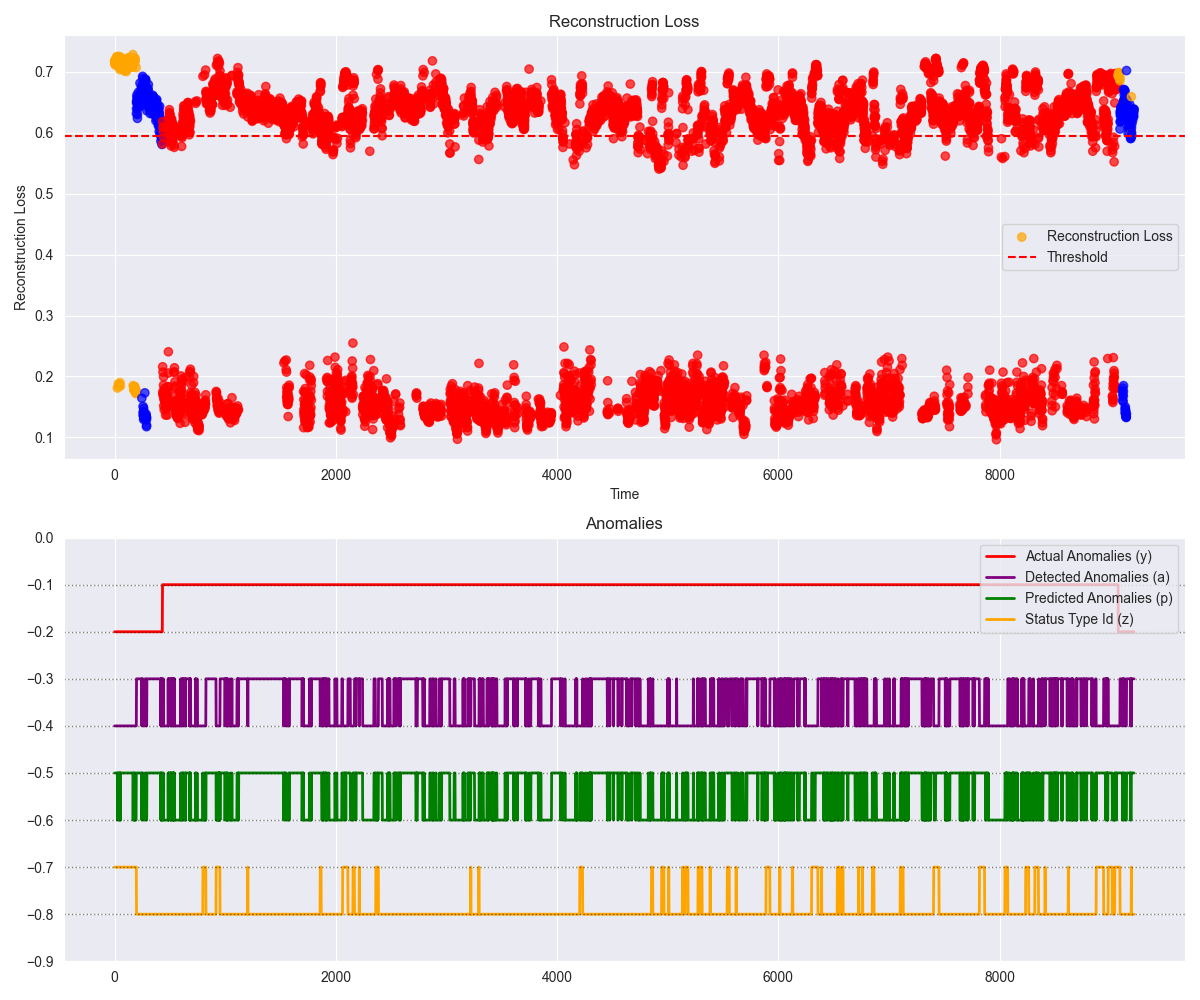 Reconstruction Loss
0.7
0.6
0.5
0.4
0.3
0.2
0.1
Reconstruction Loss
Reconstruction Loss
Threshold
0 2000 4000 6000 8000
Time
Anomalies
0.0
−0.1
−0.2
−0.3
−0.4
−0.5
−0.6
−0.7
−0.8
−0.9
Actual Anomalies (y)
Detected Anomalies (a)
Predicted Anomalies (p)
Status Type Id (z)
0 2000 4000 6000 8000